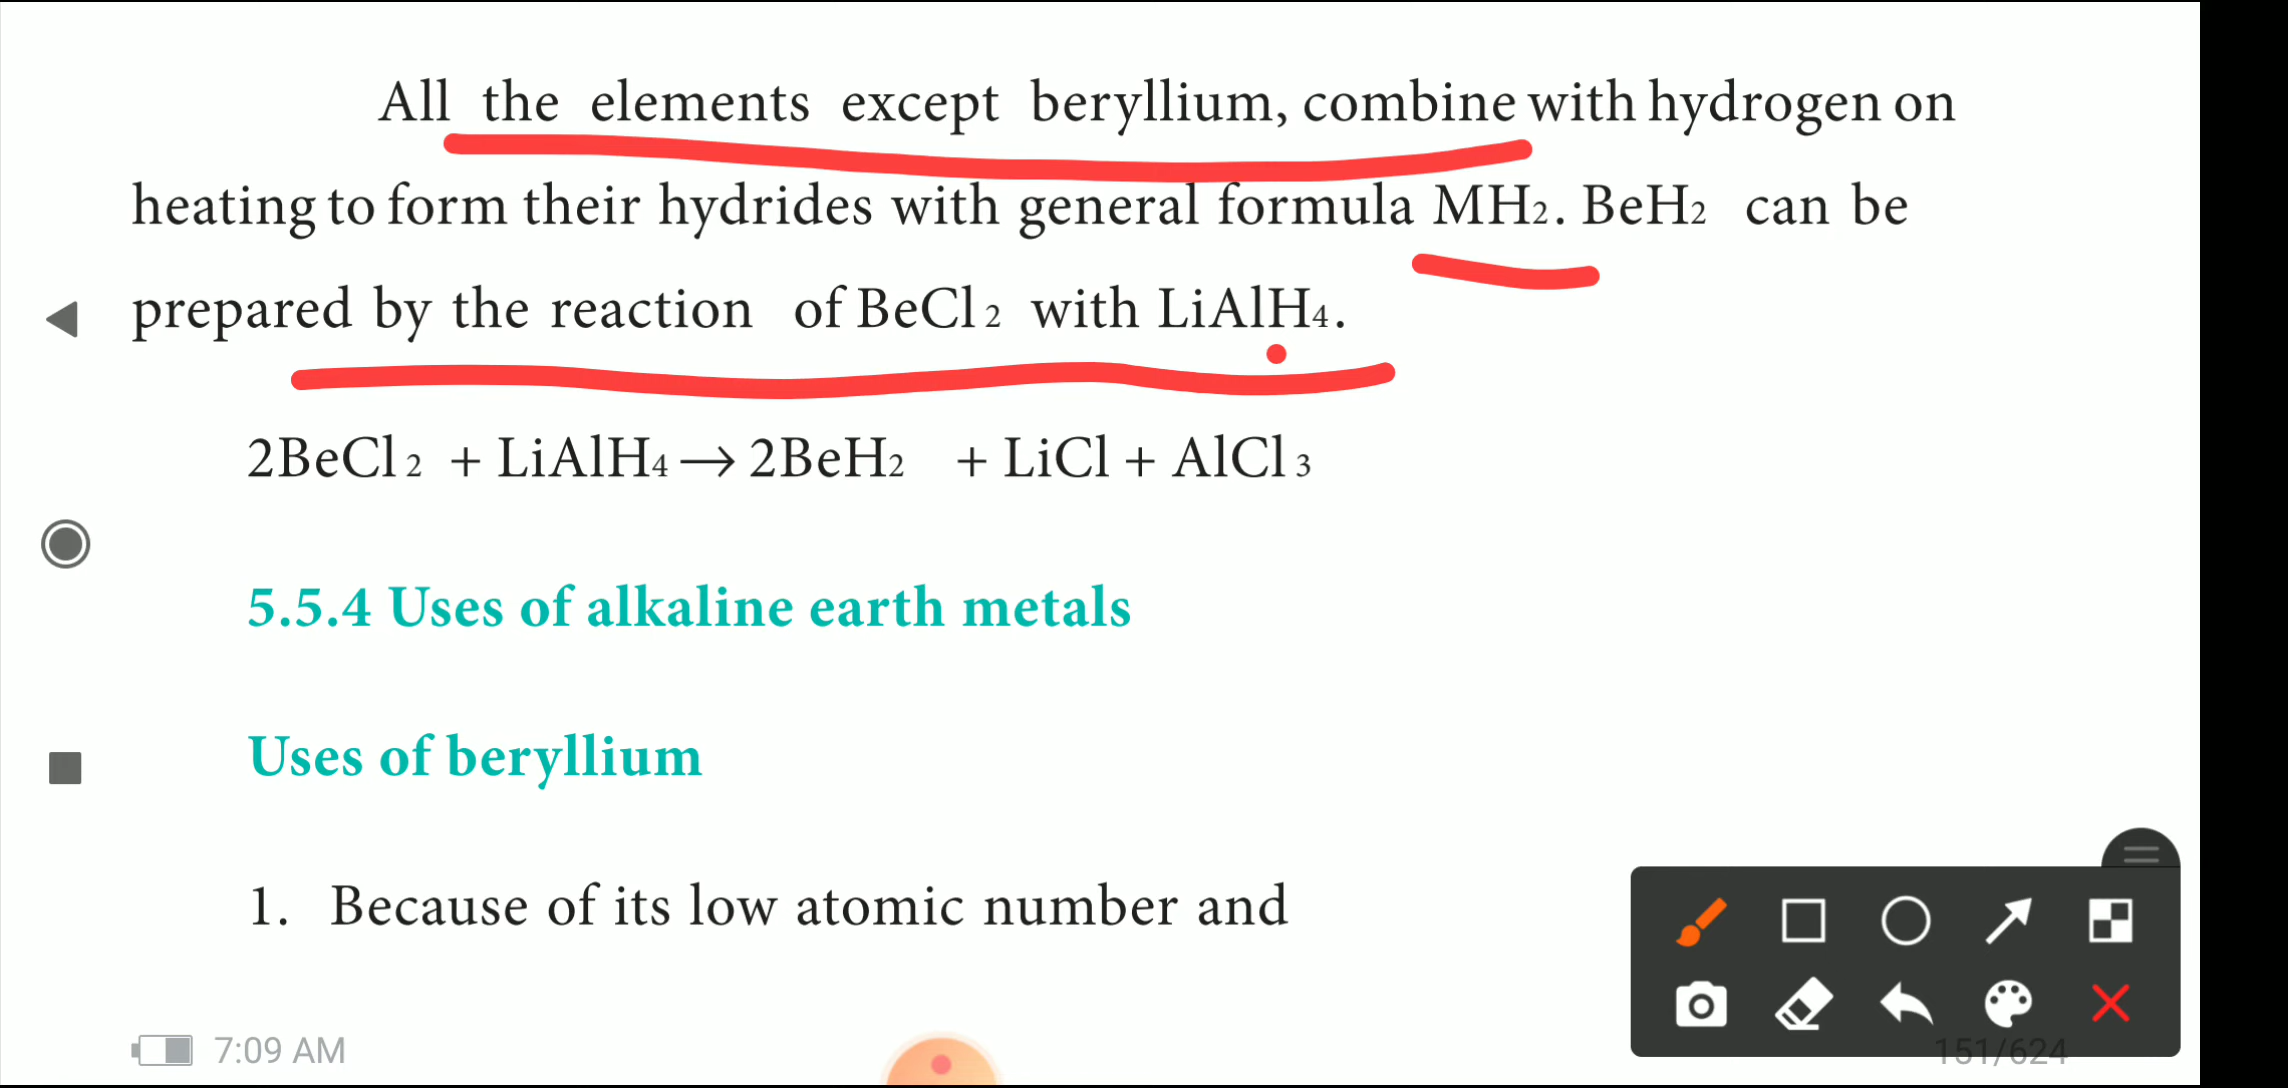 All the elements except beryllium, combine with hydrogen on
heating to form their hydrides with general formula MH2. BeH2 can be
prepared by the reaction of BeCl2 with LiAlH4.
2BeCl2 + LiAlH4 → 2BeH2 + LiCl + AlCl3
5.5.4 Uses of alkaline earth metals
Uses of beryllium
1. Because of its low atomic number and
7:09 AM
151/624